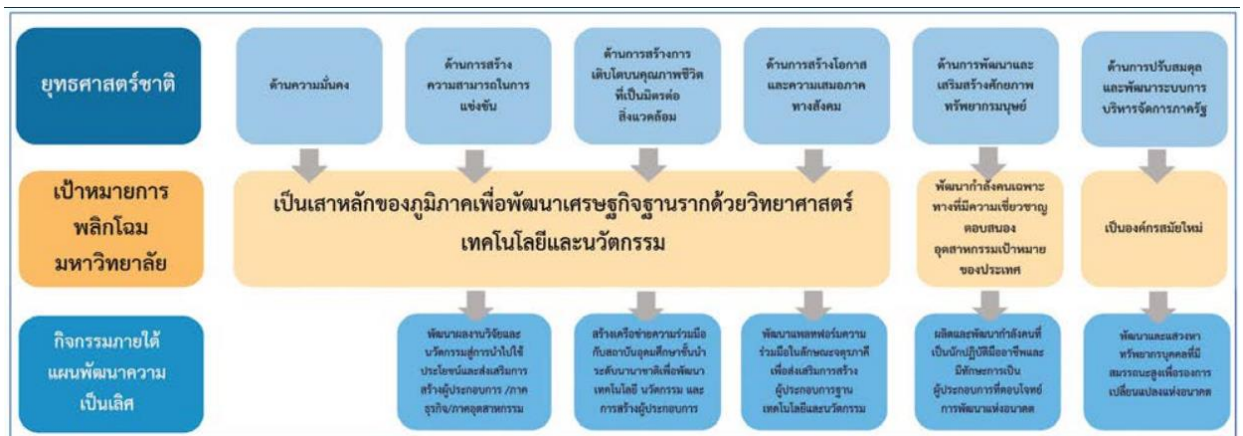 ยุทธศาสตร์ชาติ
ด้านความมั่นคง
ด้านการสร้าง
ความสามารถในการ
แข่งขัน
ด้านการสร้างการ
เติบโตบนคุณภาพชีวิต
ที่เป็นมิตรต่อ
สิ่งแวดล้อม
ด้านการสร้างโอกาส
และความเสมอภาค
ทางสังคม
ด้านการพัฒนาและ
เสริมสร้างศักยภาพ
ทรัพยากรมนุษย์
ด้านการปรับสมดุล
และพัฒนาระบบการ
บริหารจัดการภาครัฐ
เป้าหมายการ
พลิกโฉม
มหาวิทยาลัย
เป็นเสาหลักของภูมิภาคเพื่อพัฒนาเศรษฐกิจฐานรากด้วยวิทยาศาสตร์
เทคโนโลยีและนวัตกรรม
พัฒนากำลังคนเฉพาะ
ทางที่มีความเชี่ยวชาญ
ตอบสนอง
อุตสาหกรรมเป้าหมาย
ของประเทศ
เป็นองค์กรสมัยใหม่
กิจกรรมภายใต้
แผนพัฒนาความ
เป็นเลิศ
พัฒนาผลงานวิจัยและ
นวัตกรรมสู่การนำไปใช้
ประโยชน์และส่งเสริมการ
สร้างผู้ประกอบการ /ภาค
ธุรกิจ/ภาคอุตสาหกรรม
สร้างเครือข่ายความร่วมมือ
กับสถาบันอุดมศึกษาชั้นนำ
ระดับนานาชาติเพื่อพัฒนา
เทคโนโลยี นวัตกรรม และ
การสร้างผู้ประกอบการ
พัฒนาแพลทฟอร์มความ
ร่วมมือในลักษณะจตุรภาคี
เพื่อส่งเสริมการสร้าง
ผู้ประกอบการฐาน
เทคโนโลยีและนวัตกรรม
ผลิตและพัฒนากำลังคนที่
เป็นนักปฏิบัติมืออาชีพและ
มีทักษะการเป็น
ผู้ประกอบการที่ตอบโจทย์
การพัฒนาแห่งอนาคต
พัฒนาและแสวงหา
ทรัพยากรบุคคลที่มี
สมรรถนะสูงเพื่อรองการ
เปลี่ยนแปลงแห่งอนาคต